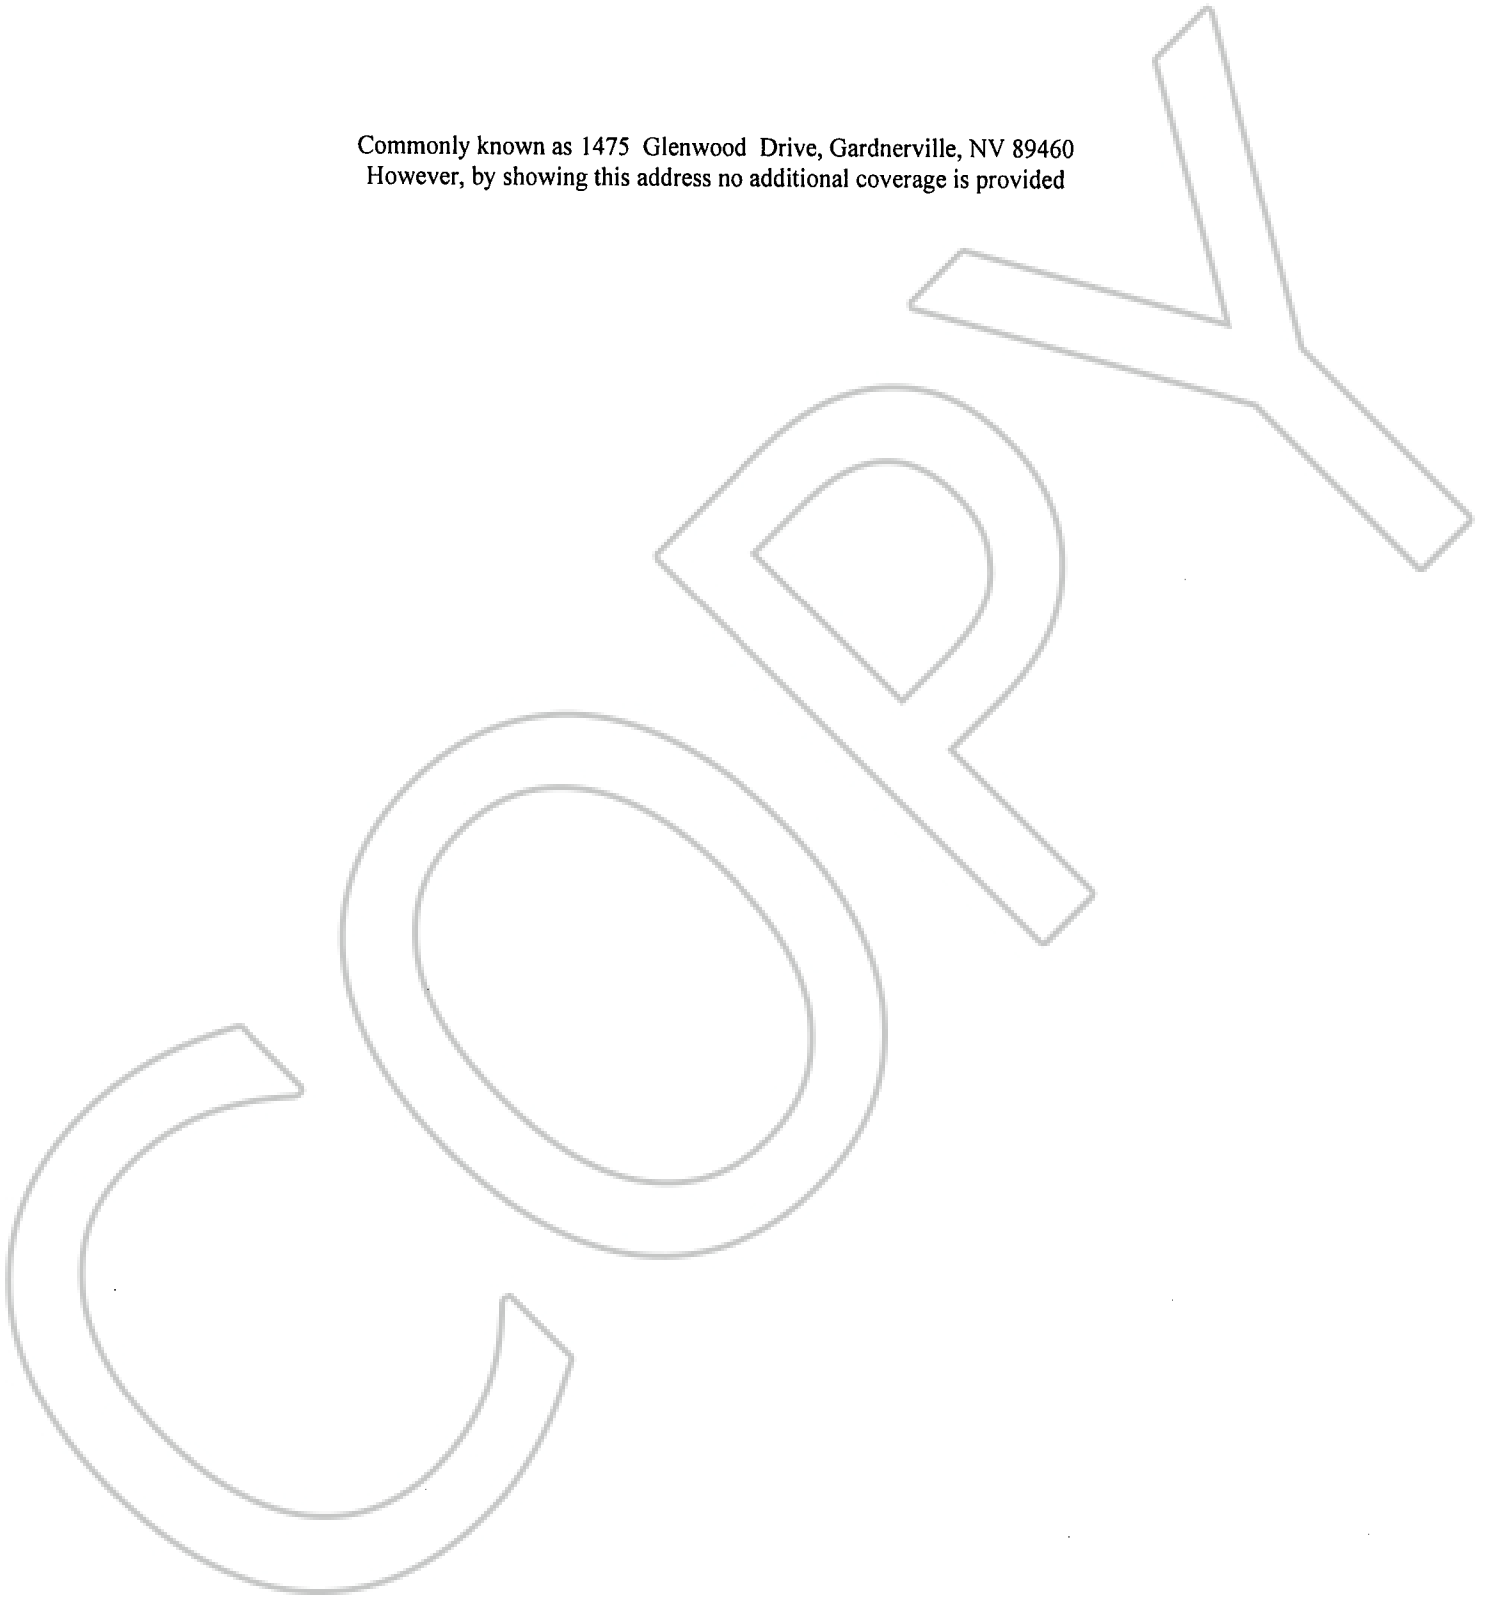 Commonly known as 1475 Glenwood Drive, Gardnerville, NV 89460
However, by showing this address no additional coverage is provided
COPY